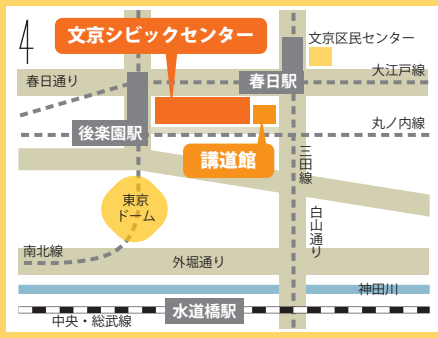 文京シビックセンター
文京区民センター
大江戸線
春日通り
春日駅
丸ノ内線
後楽園駅
講道館
三田線
東京
ドーム
白山通り
南北線
外堀通り
神田川
水道橋駅
中央・総武線